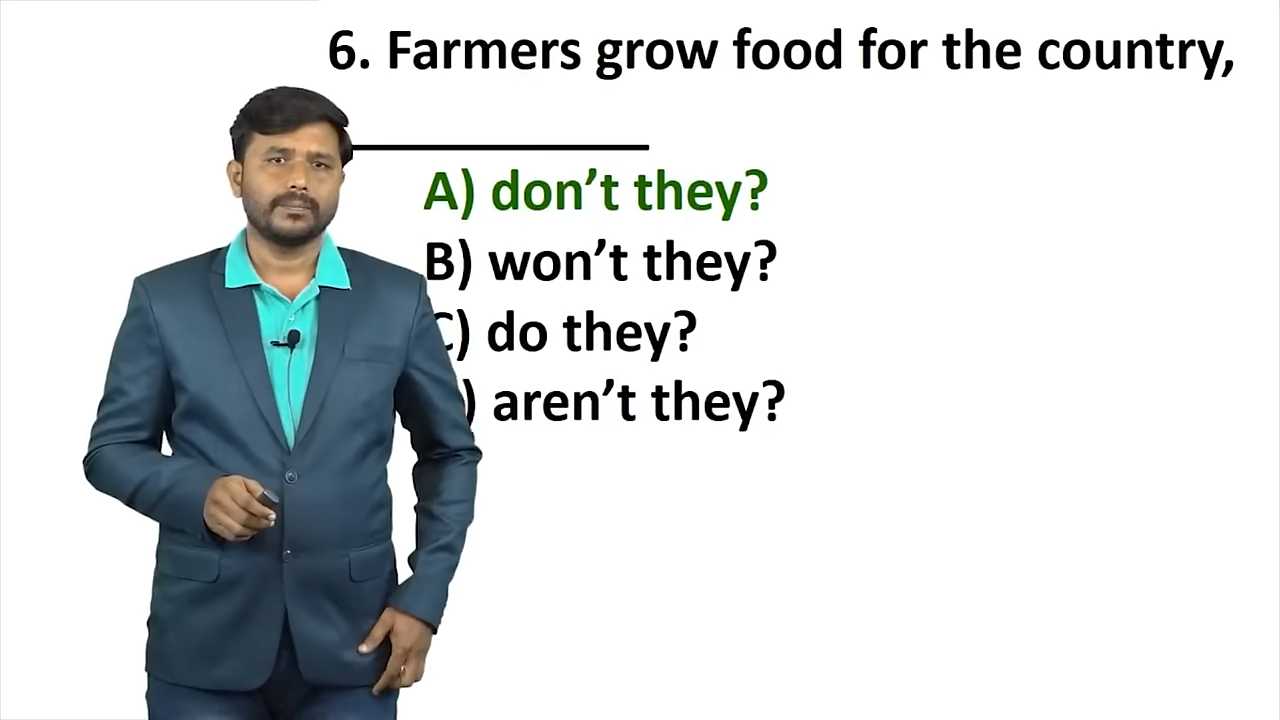 6. Farmers grow food for the country,
A) don’t they?
B) won’t they?
C) do they?
) aren’t they?